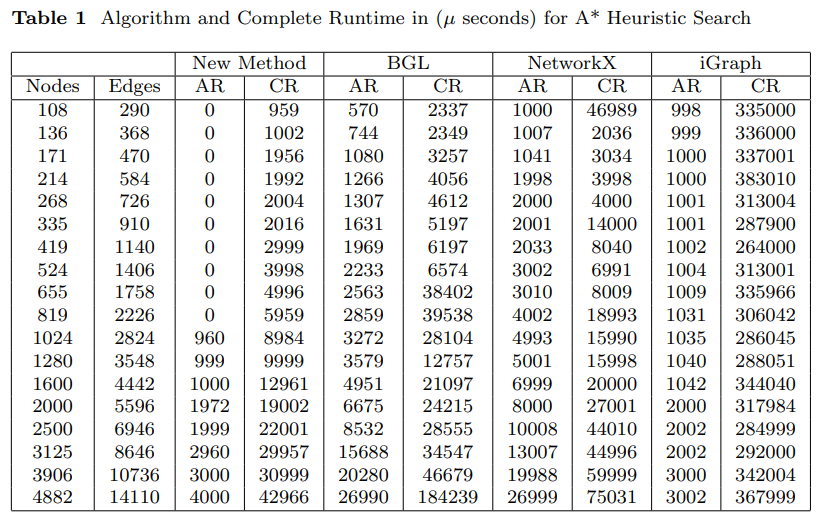 Table 1 Algorithm and Complete Runtime in (μ seconds) for A* Heuristic Search
New Method BGL NetworkX iGraph
Nodes Edges AR CR AR CR AR CR AR CR
108 290 0 959 570 2337 1000 46989 998 335000
136 368 0 1002 744 2349 1007 2036 999 336000
171 470 0 1956 1080 3257 1041 3034 1000 337001
214 584 0 1992 1266 4056 1998 3998 1000 383010
268 726 0 2004 1307 4612 2000 4000 1001 313004
335 910 0 2016 1631 5197 2001 14000 1001 287900
419 1140 0 2999 1969 6197 2033 8040 1002 264000
524 1406 0 3998 2233 6574 3002 6991 1004 313001
655 1758 0 4996 2563 38402 3010 8009 1009 335966
819 2226 0 5959 2859 39538 4002 18993 1031 306042
1024 2824 960 8984 3272 28104 4993 15990 1035 286045
1280 3548 999 9999 3579 12757 5001 15998 1040 288051
1600 4442 1000 12961 4951 21097 6999 20000 1042 344040
2000 5596 1972 19002 6675 24215 8000 27001 2000 317984
2500 6946 1999 22001 8532 28555 10008 44010 2002 284999
3125 8646 2960 29957 15688 34547 13007 44996 2002 292000
3906 10736 3000 30999 20280 46679 19988 59999 3000 342004
4882 14110 4000 42966 26990 184239 26999 75031 3002 367999